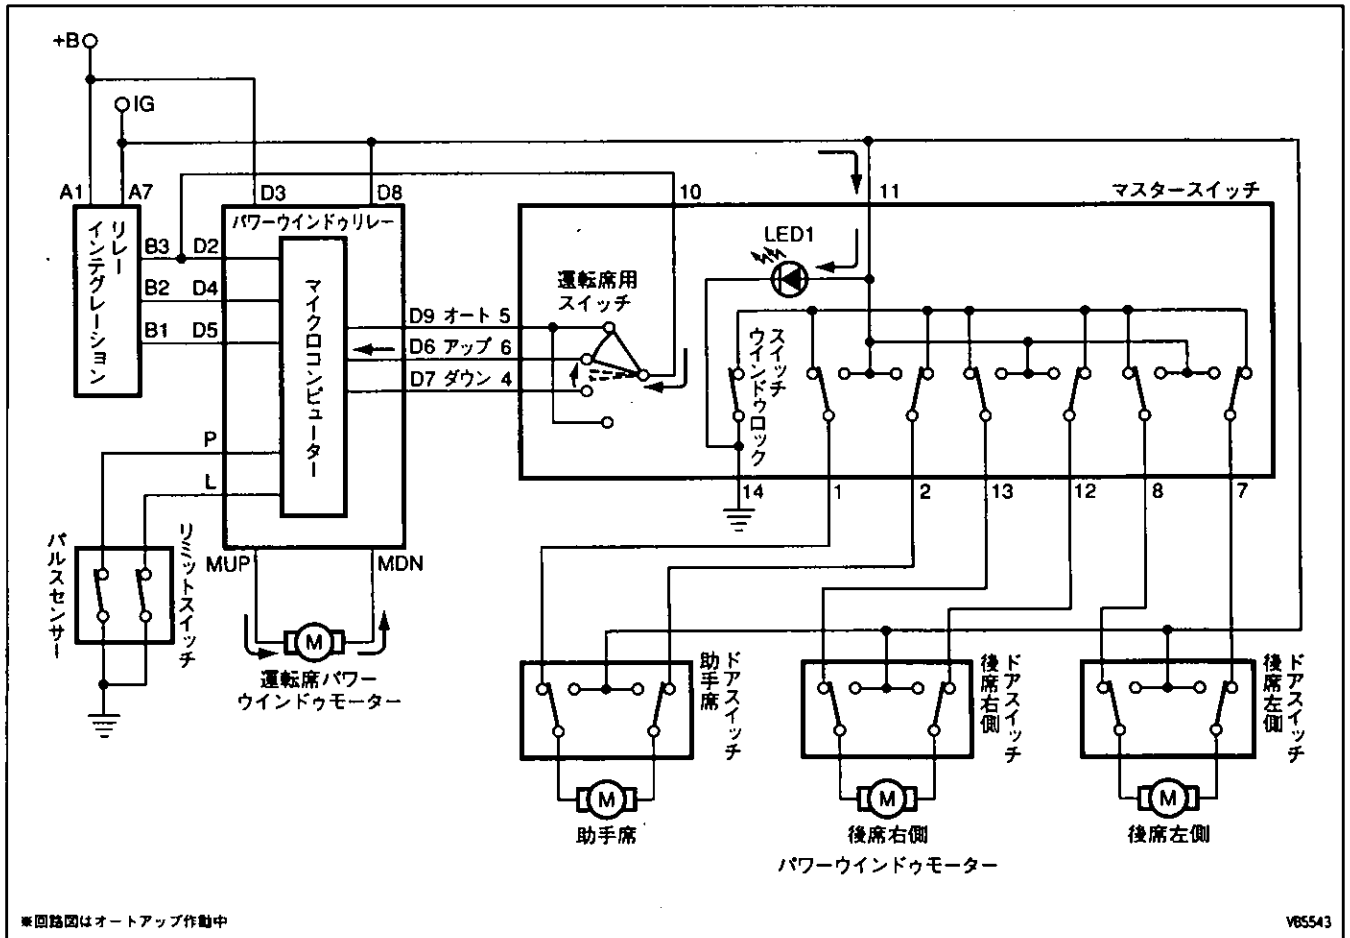 +B
IG
A1
A7
D3
D8
10
11
マスタースイッチ
インテグレーション
リレー
B3
D2
B2
D4
B1
D5
パワーウインドゥリレー
マイクロコンピューター
P
L
MUP
MDN
D9 オート 5
D6 アップ 6
D7 ダウン 4
運転席用
スイッチ
LED1
ウインドゥロック
スイッチ
14
1
2
13
12
8
7
パルスセンサー
リミットスイッチ
M
運転席パワー
ウインドゥモーター
助手席
ドアスイッチ
後席右側
ドアスイッチ
後席左側
ドアスイッチ
M
M
M
助手席
後席右側
後席左側
パワーウインドゥモーター
※回路図はオートアップ作動中
VB5543